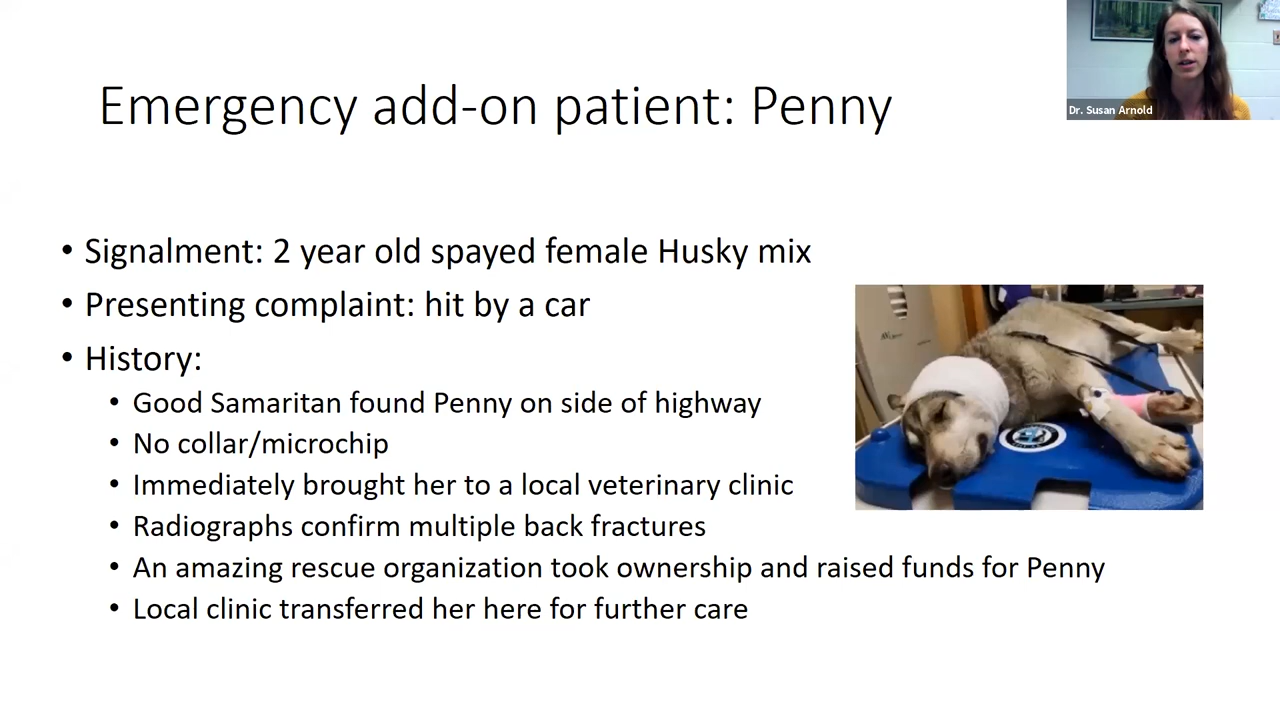 Emergency add-on patient: Penny
Dr. Susan Arnold
• Signalment: 2 year old spayed female Husky mix
• Presenting complaint: hit by a car
• History:
• Good Samaritan found Penny on side of highway
• No collar/microchip
• Immediately brought her to a local veterinary clinic
• Radiographs confirm multiple back fractures
• An amazing rescue organization took ownership and raised funds for Penny
• Local clinic transferred her here for further care